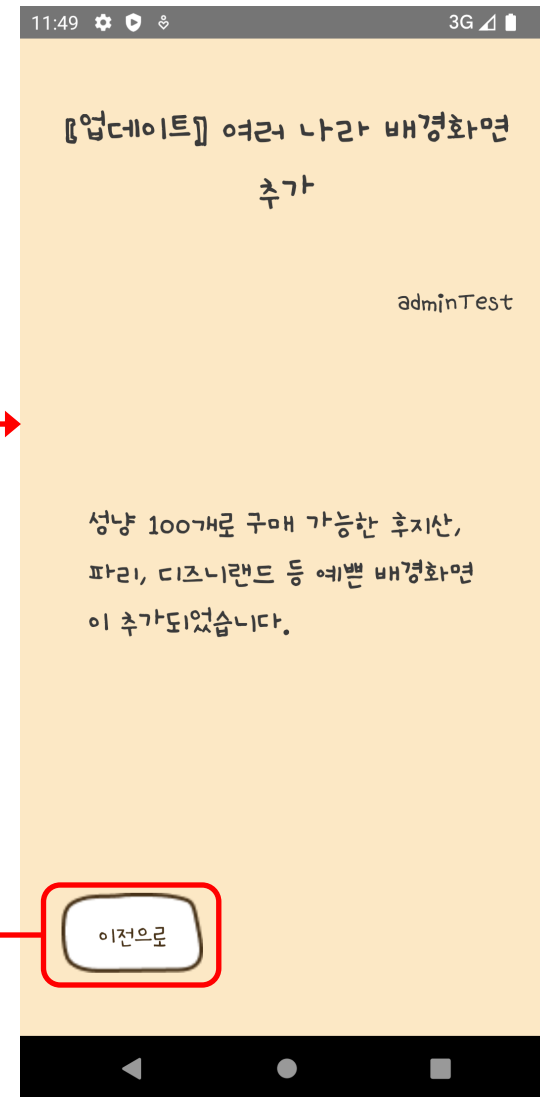 11:49
3G
〖업데이트〗 여러 나라 배경화면
추가
adminTest
성냥 100개로 구매 가능한 후지산,
파리, 디즈니랜드 등 예쁜 배경화면
이 추가되었습니다.
이전으로